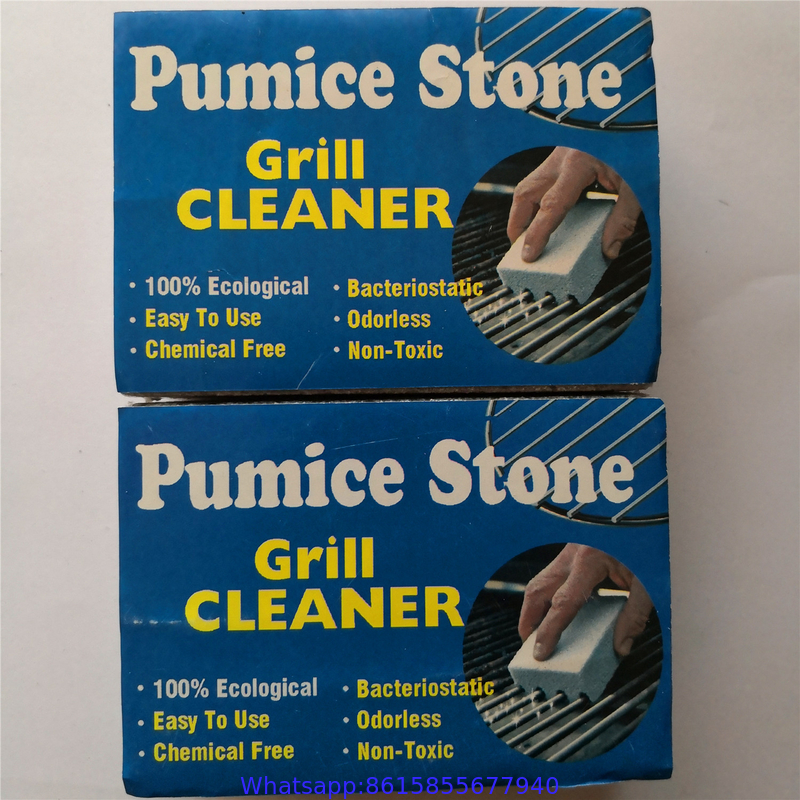 Pumice Stone
Grill
CLEANER
• 100% Ecological
• Easy To Use
• Chemical Free
• Bacteriostatic
• Odorless
• Non-Toxic
Pumice Stone
Grill
CLEANER
• 100% Ecological
• Easy To Use
• Chemical Free
• Bacteriostatic
• Odorless
• Non-Toxic
Whatsapp:8615855677940